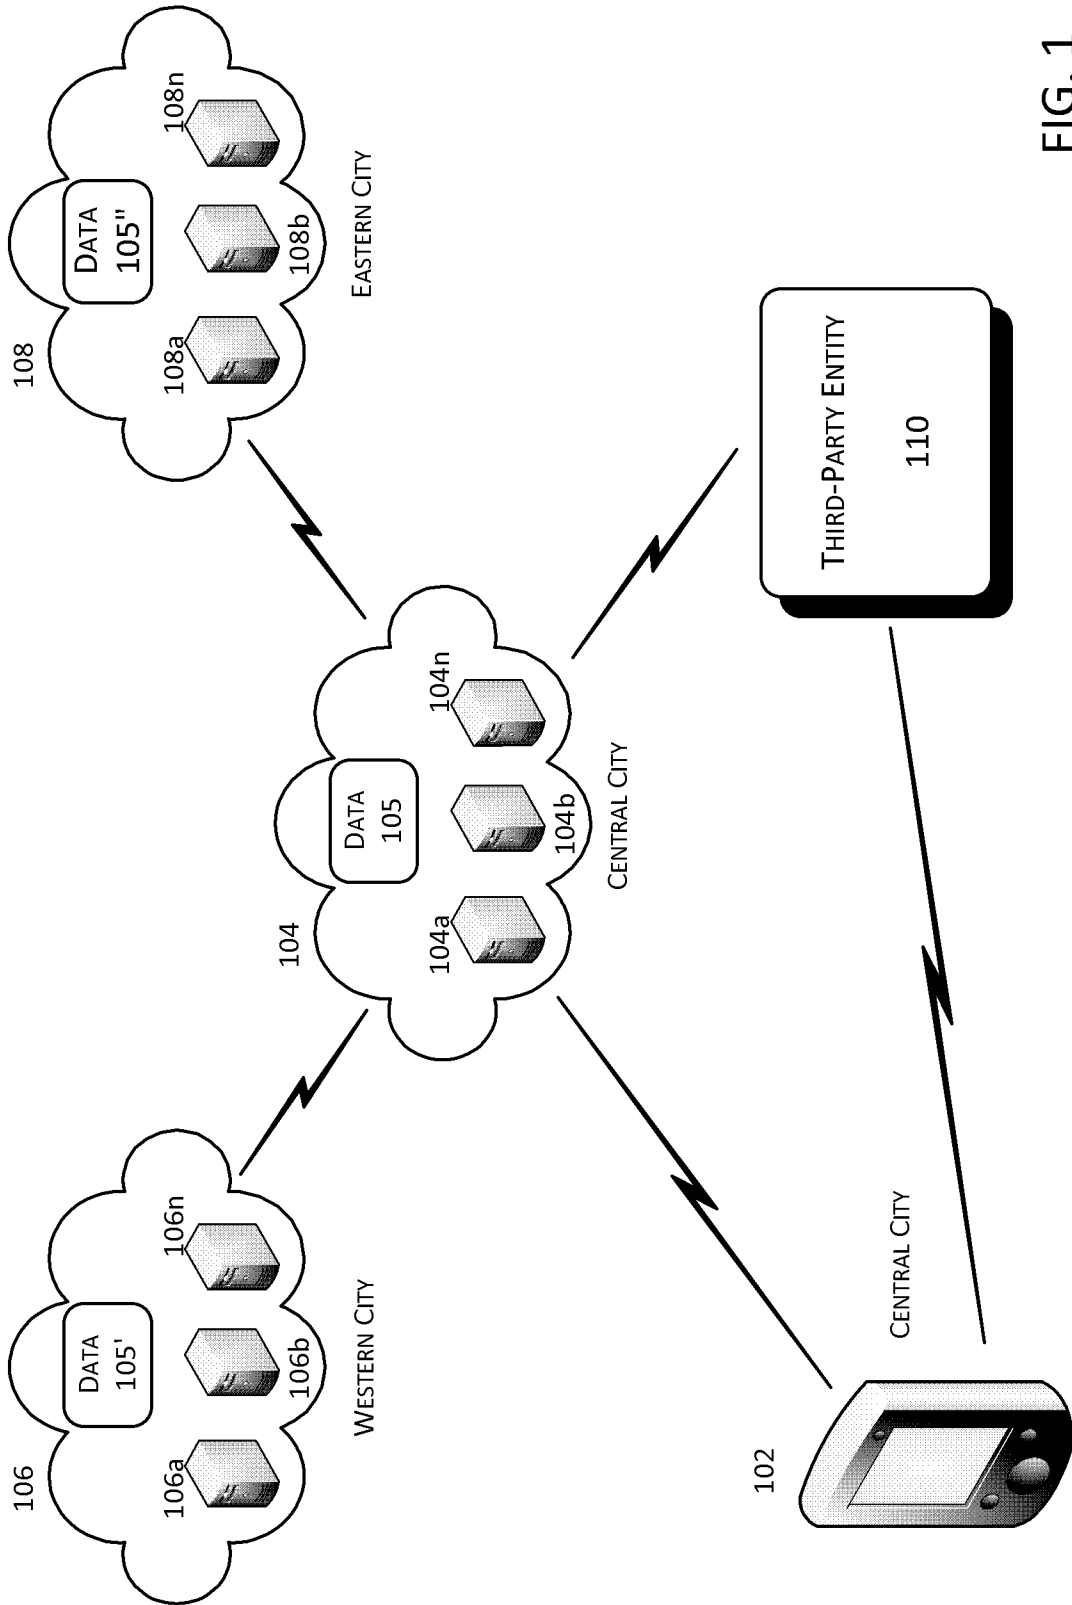 106
DATA
105'
106a
106b
106n
WESTERN CITY
108
DATA
105"
108a
108b
108n
EASTERN CITY
104
DATA
105
104a
104b
104n
CENTRAL CITY
102
CENTRAL CITY
THIRD-PARTY ENTITY
110
FIG. 1